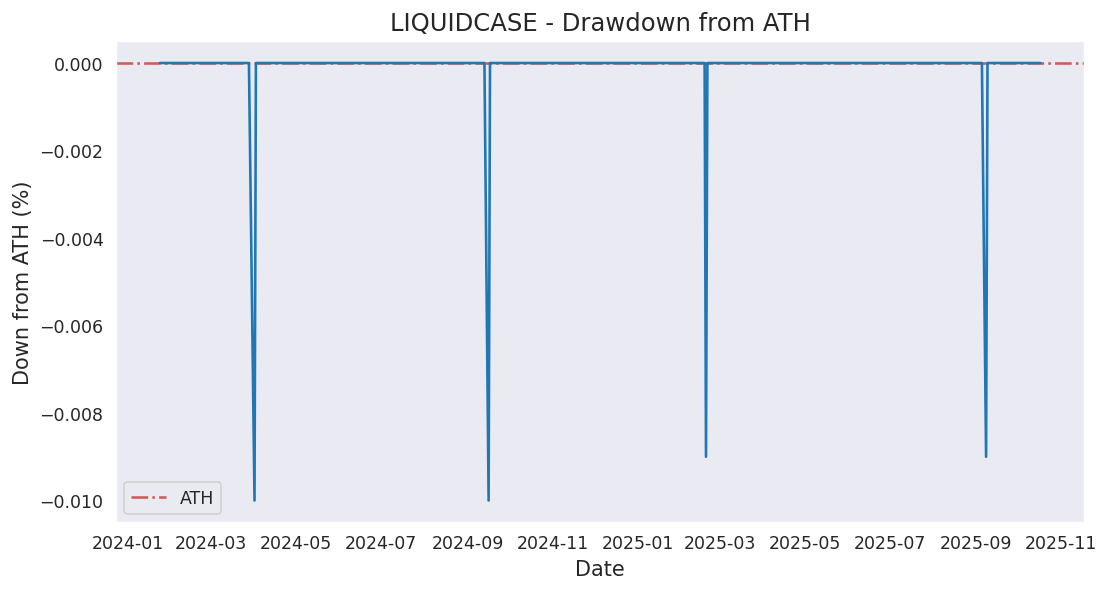 LIQUIDCASE - Drawdown from ATH
Down from ATH (%)
0.000
−0.002
−0.004
−0.006
−0.008
−0.010
ATH
2024-01 2024-03 2024-05 2024-07 2024-09 2024-11 2025-01 2025-03 2025-05 2025-07 2025-09 2025-11
Date